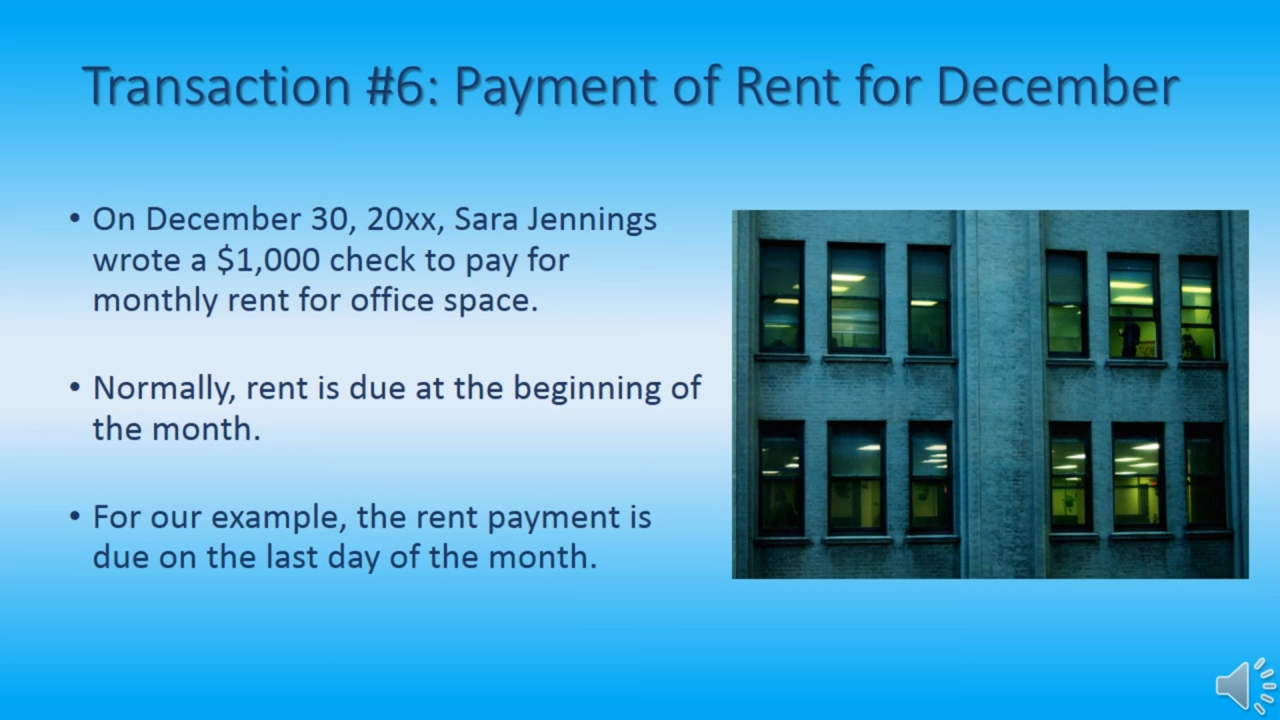 Transaction #6: Payment of Rent for December
• On December 30, 20xx, Sara Jennings
wrote a $1,000 check to pay for
monthly rent for office space.
• Normally, rent is due at the beginning of
the month.
• For our example, the rent payment is
due on the last day of the month.